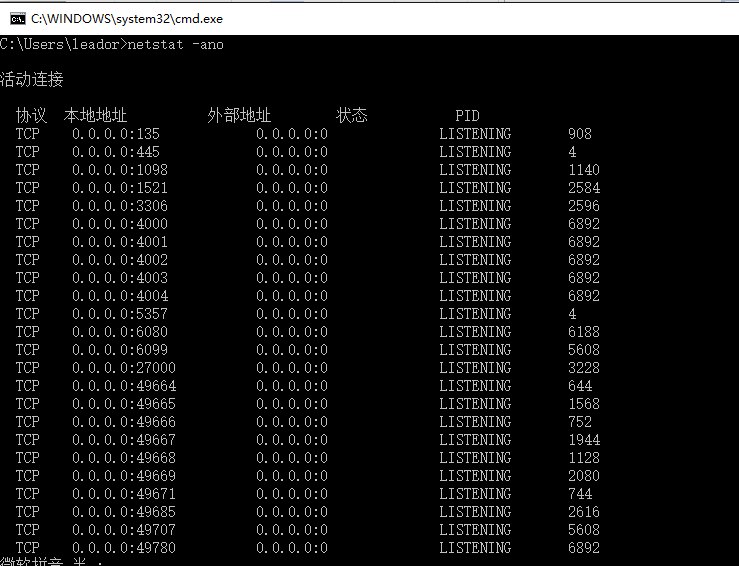 C:\WINDOWS\system32\cmd.exe
C:\Users\leador>netstat -ano
活动连接
协议 本地地址 外部地址 状态 PID
TCP 0.0.0.0:135 0.0.0.0:0 LISTENING 908
TCP 0.0.0.0:445 0.0.0.0:0 LISTENING 4
TCP 0.0.0.0:1098 0.0.0.0:0 LISTENING 1140
TCP 0.0.0.0:1521 0.0.0.0:0 LISTENING 2584
TCP 0.0.0.0:3306 0.0.0.0:0 LISTENING 2596
TCP 0.0.0.0:4000 0.0.0.0:0 LISTENING 6892
TCP 0.0.0.0:4001 0.0.0.0:0 LISTENING 6892
TCP 0.0.0.0:4002 0.0.0.0:0 LISTENING 6892
TCP 0.0.0.0:4003 0.0.0.0:0 LISTENING 6892
TCP 0.0.0.0:4004 0.0.0.0:0 LISTENING 6892
TCP 0.0.0.0:5357 0.0.0.0:0 LISTENING 4
TCP 0.0.0.0:6080 0.0.0.0:0 LISTENING 6188
TCP 0.0.0.0:6099 0.0.0.0:0 LISTENING 5608
TCP 0.0.0.0:27000 0.0.0.0:0 LISTENING 3228
TCP 0.0.0.0:49664 0.0.0.0:0 LISTENING 644
TCP 0.0.0.0:49665 0.0.0.0:0 LISTENING 1568
TCP 0.0.0.0:49666 0.0.0.0:0 LISTENING 752
TCP 0.0.0.0:49667 0.0.0.0:0 LISTENING 1944
TCP 0.0.0.0:49668 0.0.0.0:0 LISTENING 1128
TCP 0.0.0.0:49669 0.0.0.0:0 LISTENING 2080
TCP 0.0.0.0:49671 0.0.0.0:0 LISTENING 744
TCP 0.0.0.0:49685 0.0.0.0:0 LISTENING 2616
TCP 0.0.0.0:49707 0.0.0.0:0 LISTENING 5608
TCP 0.0.0.0:49780 0.0.0.0:0 LISTENING 6892
微软拼音 半 :